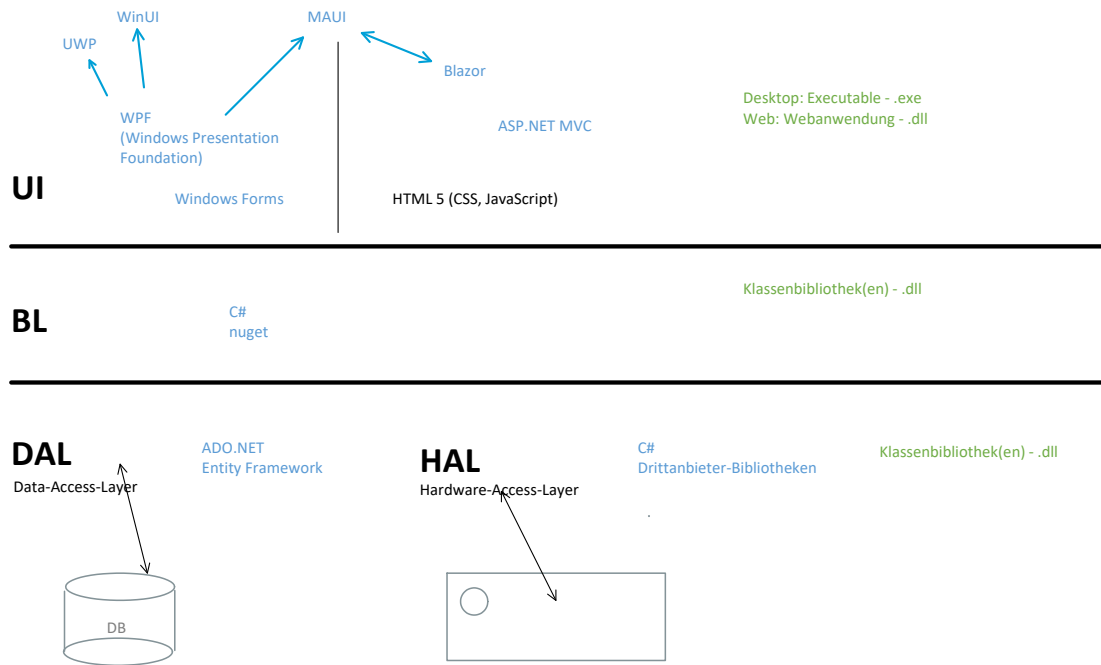 WinUI
MAUI
UWP
Blazor
Desktop: Executable - .exe
Web: Webanwendung - .dll
WPF
(Windows Presentation
Foundation)
ASP.NET MVC
UI
Windows Forms
HTML 5 (CSS, JavaScript)
Klassenbibliothek(en) - .dll
BL
C#
nuget
DAL
Data-Access-Layer
ADO.NET
Entity Framework
HAL
Hardware-Access-Layer
C#
Drittanbieter-Bibliotheken
.
Klassenbibliothek(en) - .dll
DB